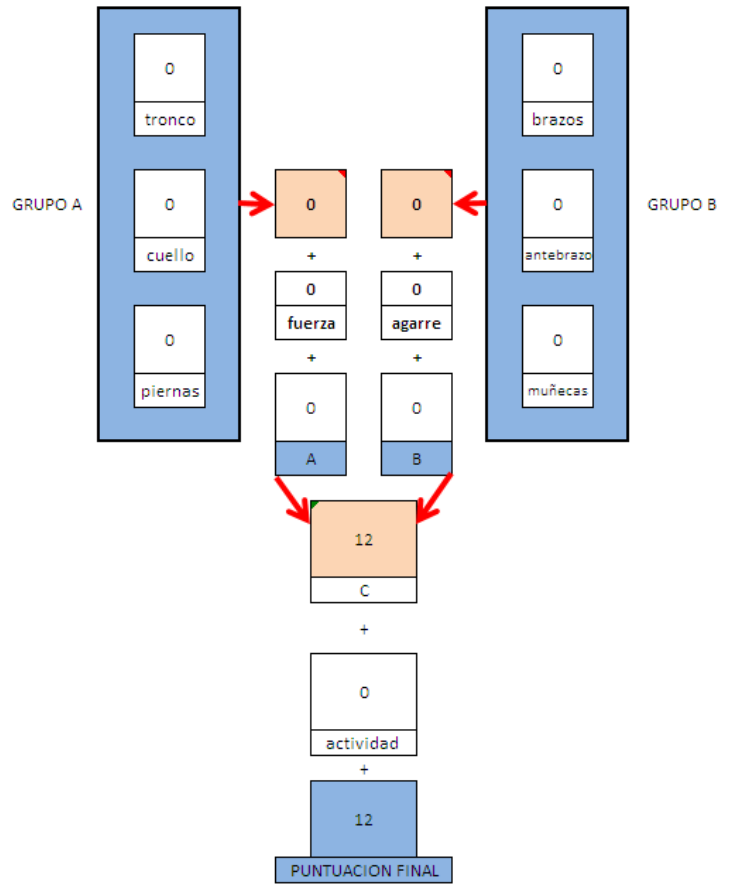 0
tronco
0
brazos
GRUPO A
0
cuello
0
0
0
antebrazo
GRUPO B
+
+
0
fuerza
0
agarre
0
piernas
0
muñecas
+
+
0
A
0
B
12
C
+
0
actividad
+
12
PUNTUACION FINAL